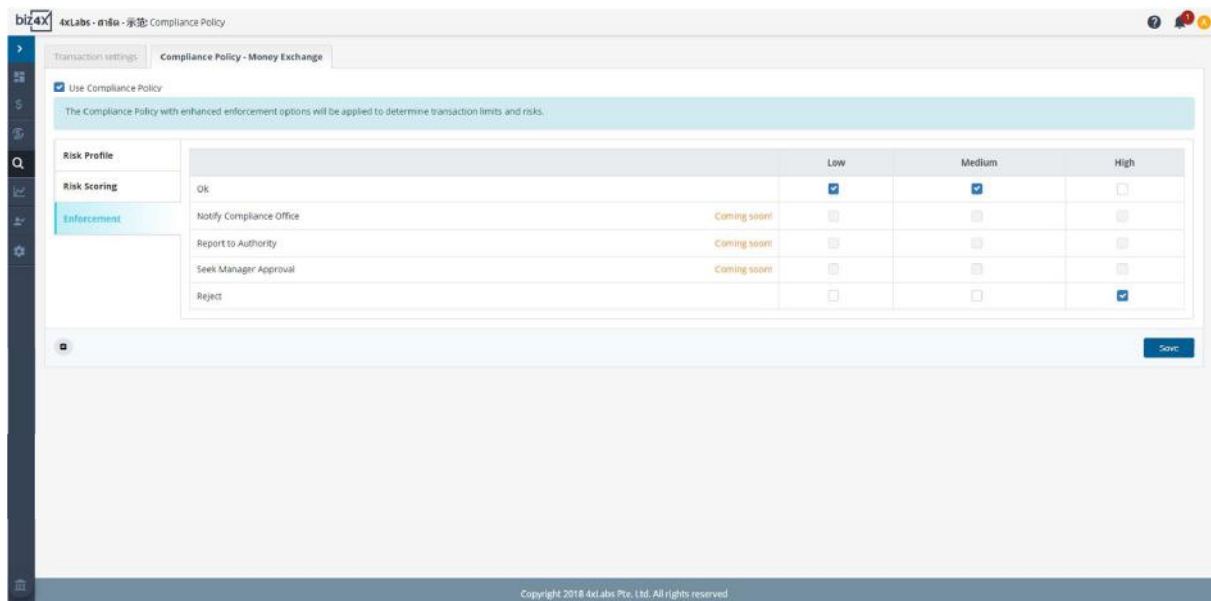 biz4x 4xLabs - สาธิต - 示范: Compliance Policy
1
Transaction settings Compliance Policy - Money Exchange
Use Compliance Policy
The Compliance Policy with enhanced enforcement options will be applied to determine transaction limits and risks.
Risk Profile
Risk Scoring
Enforcement
Low Medium High
Ok
Notify Compliance Office Coming soon!
Report to Authority Coming soon!
Seek Manager Approval Coming soon!
Reject
Save
Copyright 2018 4xLabs Pte. Ltd. All rights reserved